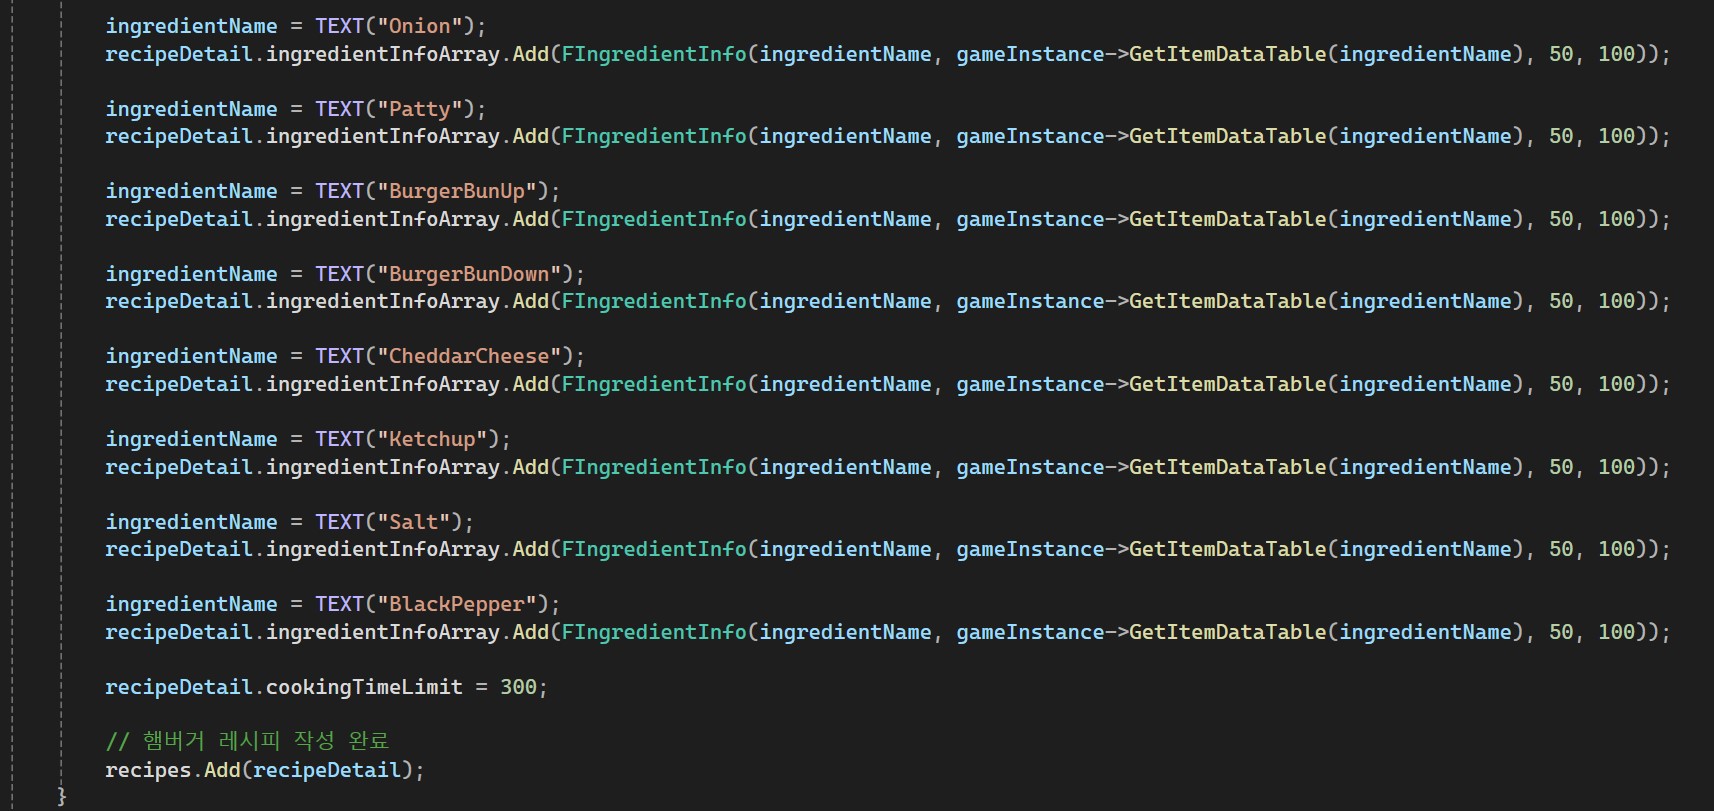 ingredientName = TEXT("Onion");
recipeDetail.ingredientInfoArray.Add(FIngredientInfo(ingredientName, gameInstance->GetItemDataTable(ingredientName), 50, 100));
ingredientName = TEXT("Patty");
recipeDetail.ingredientInfoArray.Add(FIngredientInfo(ingredientName, gameInstance->GetItemDataTable(ingredientName), 50, 100));
ingredientName = TEXT("BurgerBunUp");
recipeDetail.ingredientInfoArray.Add(FIngredientInfo(ingredientName, gameInstance->GetItemDataTable(ingredientName), 50, 100));
ingredientName = TEXT("BurgerBunDown");
recipeDetail.ingredientInfoArray.Add(FIngredientInfo(ingredientName, gameInstance->GetItemDataTable(ingredientName), 50, 100));
ingredientName = TEXT("CheddarCheese");
recipeDetail.ingredientInfoArray.Add(FIngredientInfo(ingredientName, gameInstance->GetItemDataTable(ingredientName), 50, 100));
ingredientName = TEXT("Ketchup");
recipeDetail.ingredientInfoArray.Add(FIngredientInfo(ingredientName, gameInstance->GetItemDataTable(ingredientName), 50, 100));
ingredientName = TEXT("Salt");
recipeDetail.ingredientInfoArray.Add(FIngredientInfo(ingredientName, gameInstance->GetItemDataTable(ingredientName), 50, 100));
ingredientName = TEXT("BlackPepper");
recipeDetail.ingredientInfoArray.Add(FIngredientInfo(ingredientName, gameInstance->GetItemDataTable(ingredientName), 50, 100));
recipeDetail.cookingTimeLimit = 300;
// 햄버거 레시피 작성 완료
recipes.Add(recipeDetail);
}